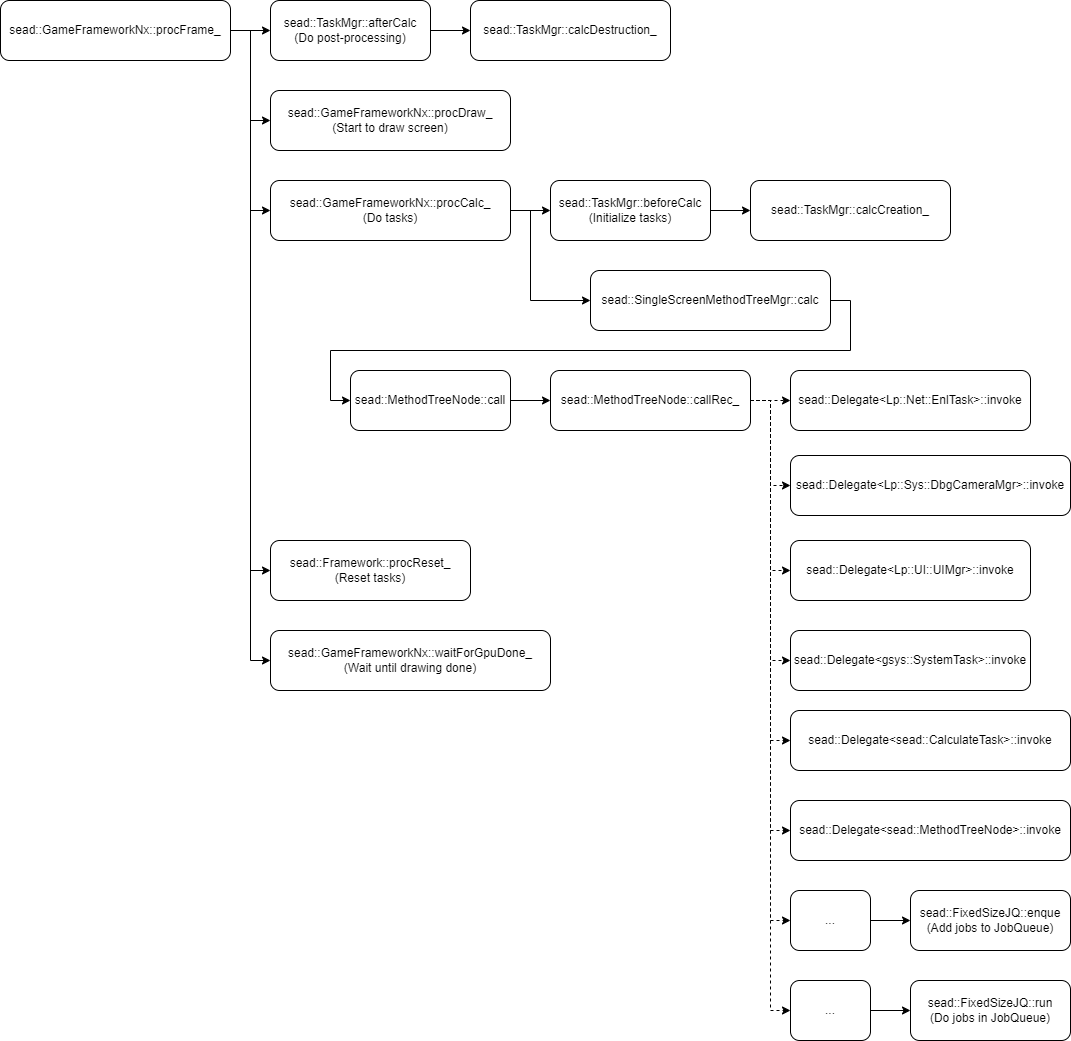 sead::GameFrameworkNx::procFrame_
sead::TaskMgr::afterCalc
(Do post-processing)
sead::TaskMgr::calcDestruction_
sead::GameFrameworkNx::procDraw_
(Start to draw screen)
sead::GameFrameworkNx::procCalc_
(Do tasks)
sead::TaskMgr::beforeCalc
(Initialize tasks)
sead::TaskMgr::calcCreation_
sead::SingleScreenMethodTreeMgr::calc
sead::MethodTreeNode::call
sead::MethodTreeNode::callRec_
sead::Delegate<Lp::Net::EnlTask>::invoke
sead::Delegate<Lp::Sys::DbgCameraMgr>::invoke
sead::Framework::procReset_
(Reset tasks)
sead::Delegate<Lp::UI::UIMgr>::invoke
sead::GameFrameworkNx::waitForGpuDone_
(Wait until drawing done)
sead::Delegate<gsys::SystemTask>::invoke
sead::Delegate<sead::CalculateTask>::invoke
sead::Delegate<sead::MethodTreeNode>::invoke
...
sead::FixedSizeJQ::enque
(Add jobs to JobQueue)
...
sead::FixedSizeJQ::run
(Do jobs in JobQueue)